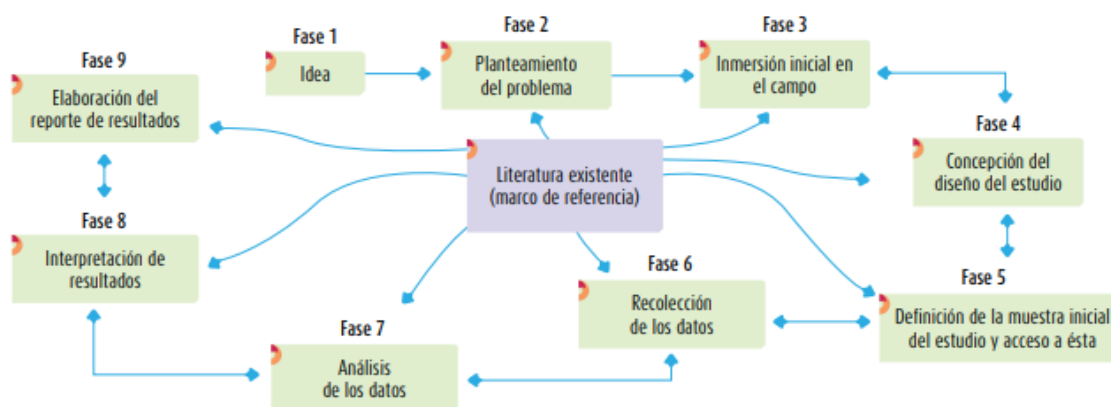 Fase 1
Idea
Fase 2
Planteamiento
del problema
Fase 3
Inmersión inicial en
el campo
Fase 4
Concepción del
diseño del estudio
Fase 5
Definición de la muestra inicial
del estudio y acceso a ésta
Fase 6
Recolección
de los datos
Fase 7
Análisis
de los datos
Fase 8
Interpretación de
resultados
Fase 9
Elaboración del
reporte de resultados
Literatura existente
(marco de referencia)